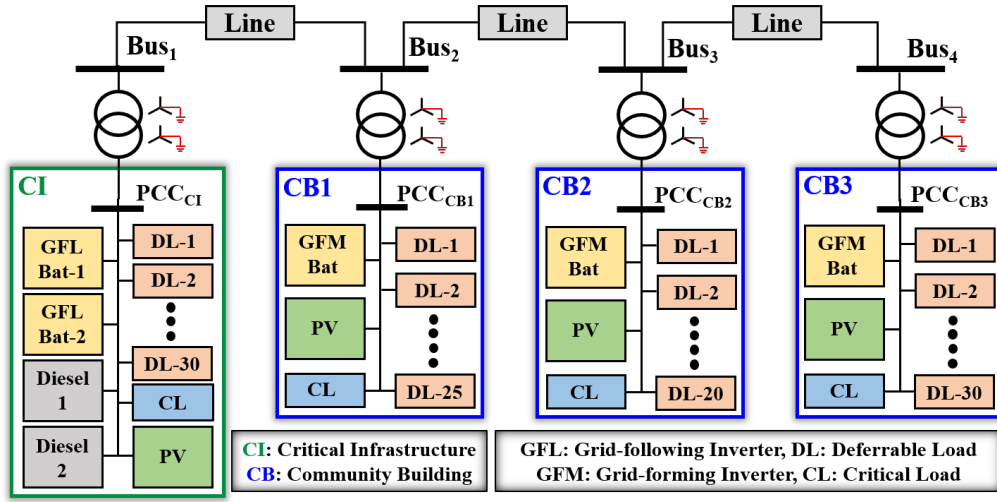 Line
Line
Line
Bus1
Bus2
Bus3
Bus4
CI
PCCCI
GFL
Bat-1
GFL
Bat-2
Diesel
1
Diesel
2
DL-1
DL-2
DL-30
CL
PV
CB1
PCCCB1
GFM
Bat
PV
CL
DL-1
DL-2
DL-25
CB2
PCCCB2
GFM
Bat
PV
CL
DL-1
DL-2
DL-20
CB3
PCCCB3
GFM
Bat
PV
CL
DL-1
DL-2
DL-30
CI: Critical Infrastructure
CB: Community Building
GFL: Grid-following Inverter, DL: Deferrable Load
GFM: Grid-forming Inverter, CL: Critical Load